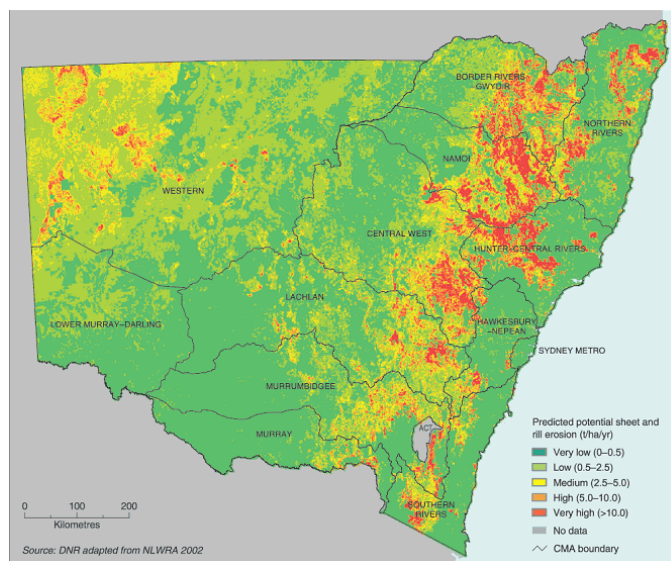 BORDER RIVERS
GWYDIR
NORTHERN
RIVERS
NAMOI
WESTERN
CENTRAL WEST
HUNTER–CENTRAL RIVERS
LACHLAN
LOWER MURRAY–DARLING
HAWKESBURY
–NEPEAN
SYDNEY METRO
MURRUMBIDGEE
MURRAY
ACT
SOUTHERN
RIVERS
Predicted potential sheet and
rill erosion (t/ha/yr)
Very low (0–0.5)
Low (0.5–2.5)
Medium (2.5–5.0)
High (5.0–10.0)
Very high (>10.0)
No data
CMA boundary
0 100 200
Kilometres
Source: DNR adapted from NLWRA 2002